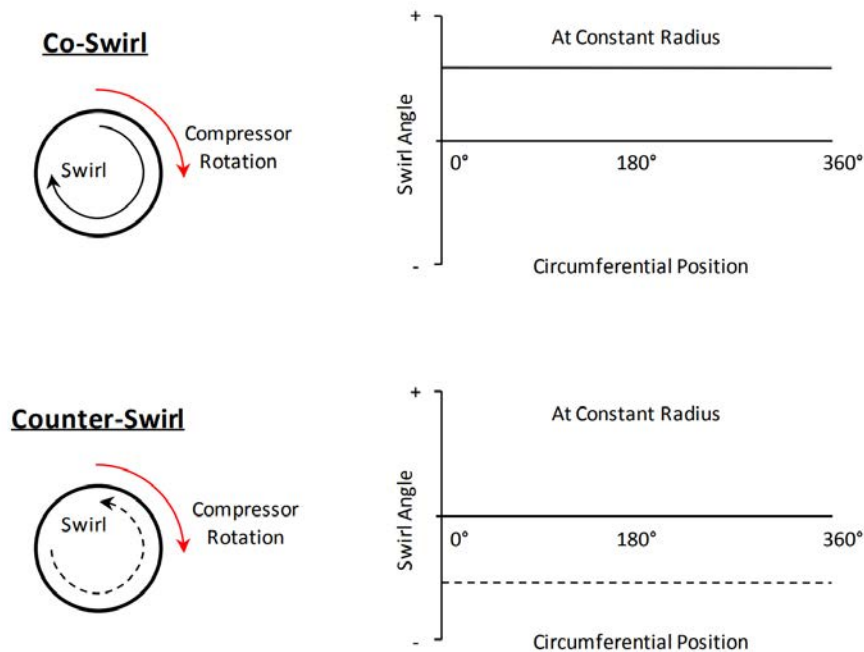 Co-Swirl
Swirl
Compressor
Rotation
+
At Constant Radius
Swirl Angle
0°
180°
360°
-
Circumferential Position
Counter-Swirl
Swirl
Compressor
Rotation
+
At Constant Radius
Swirl Angle
0°
180°
360°
-
Circumferential Position